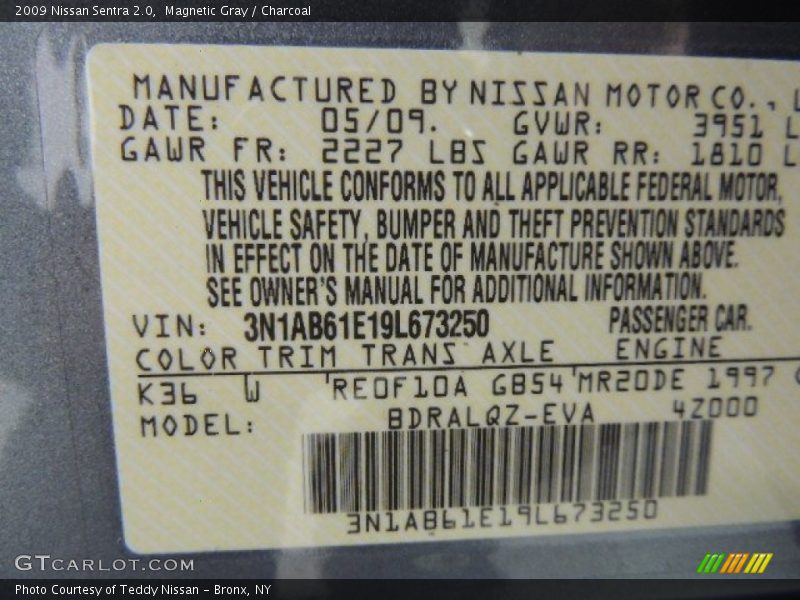 2009 Nissan Sentra 2.0,  Magnetic Gray / Charcoal
MANUFACTURED BY NISSAN MOTOR CO., L
DATE: 05/09. GVWR: 3951 L
GAWR FR: 2227 LBS GAWR RR: 1810 L
THIS VEHICLE CONFORMS TO ALL APPLICABLE FEDERAL MOTOR,
VEHICLE SAFETY, BUMPER AND THEFT PREVENTION STANDARDS
IN EFFECT ON THE DATE OF MANUFACTURE SHOWN ABOVE.
SEE OWNER'S MANUAL FOR ADDITIONAL INFORMATION.
VIN: 3N1AB61E19L673250 PASSENGER CAR.
COLOR TRIM TRANS AXLE ENGINE
K36 W RE0F10A GB54 MR20DE 1997
MODEL: BDRALQZ-EVA 4Z000
3N1AB61E19L673250
GTCARLOT.COM
Photo Courtesy of Teddy Nissan - Bronx, NY